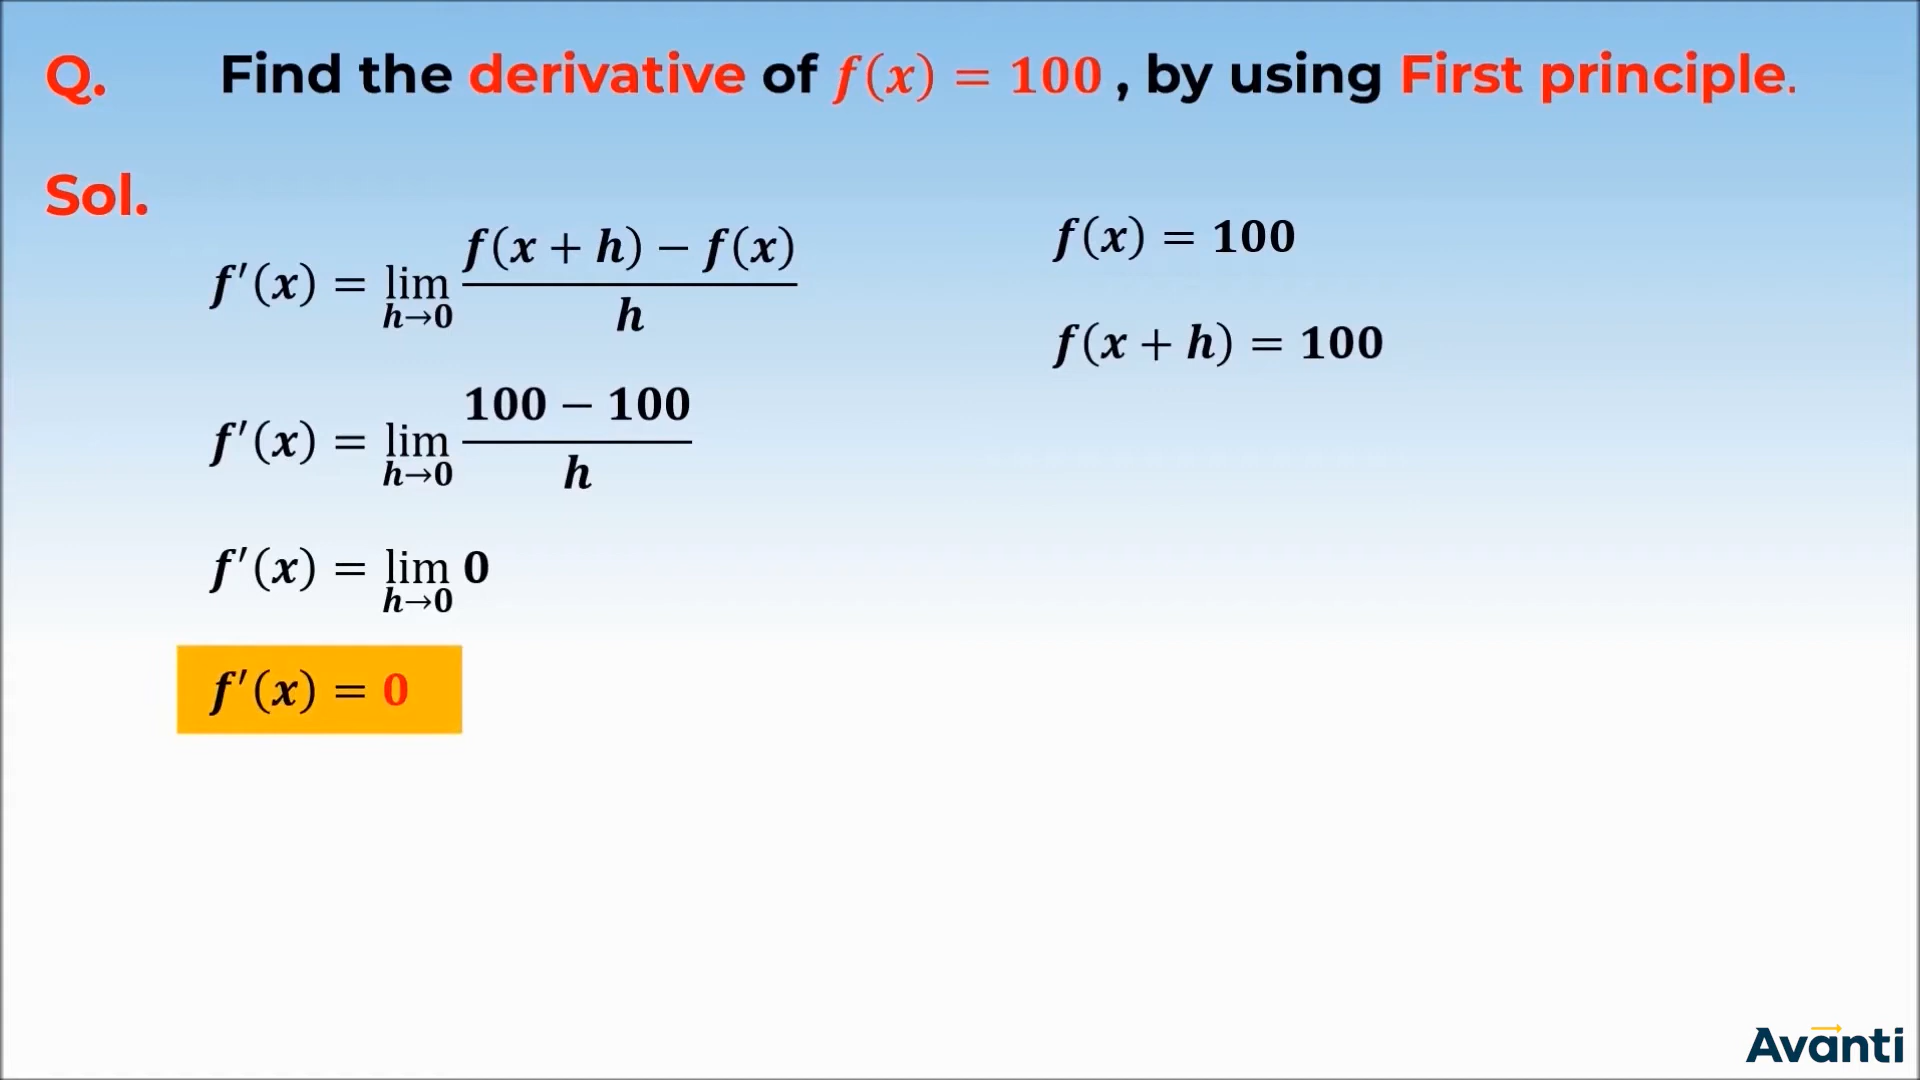 Q. Find the derivative of f(x) = 100 , by using First principle.
Sol.
f′(x) = lim h→0 f(x + h) − f(x) / h
f(x) = 100
f(x + h) = 100
f′(x) = lim h→0 100 − 100 / h
f′(x) = lim h→0 0
f′(x) = 0
Avanti